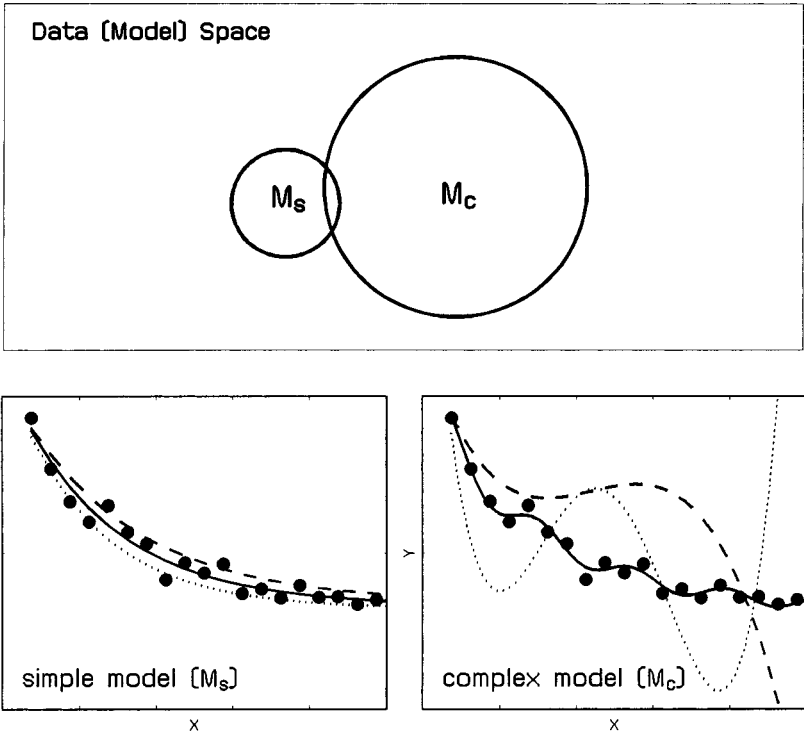 Data (Model) Space
Ms
Mc
simple model (Ms)
X
Y
complex model (Mc)
X